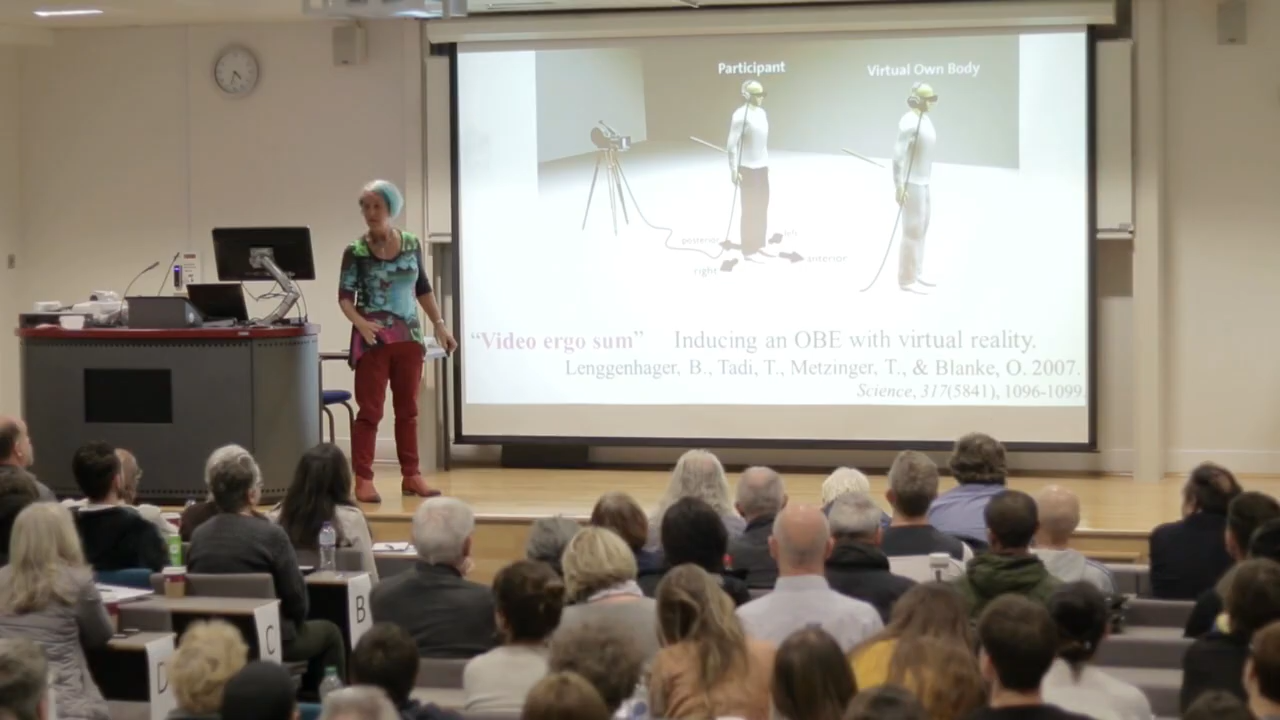 Participant Virtual Own Body
posterior left
right anterior
“Video ergo sum” Inducing an OBE with virtual reality.
Lenggenhager, B., Tadi, T., Metzinger, T., & Blanke, O. 2007.
Science, 317(5841), 1096-1099.
B
C
D